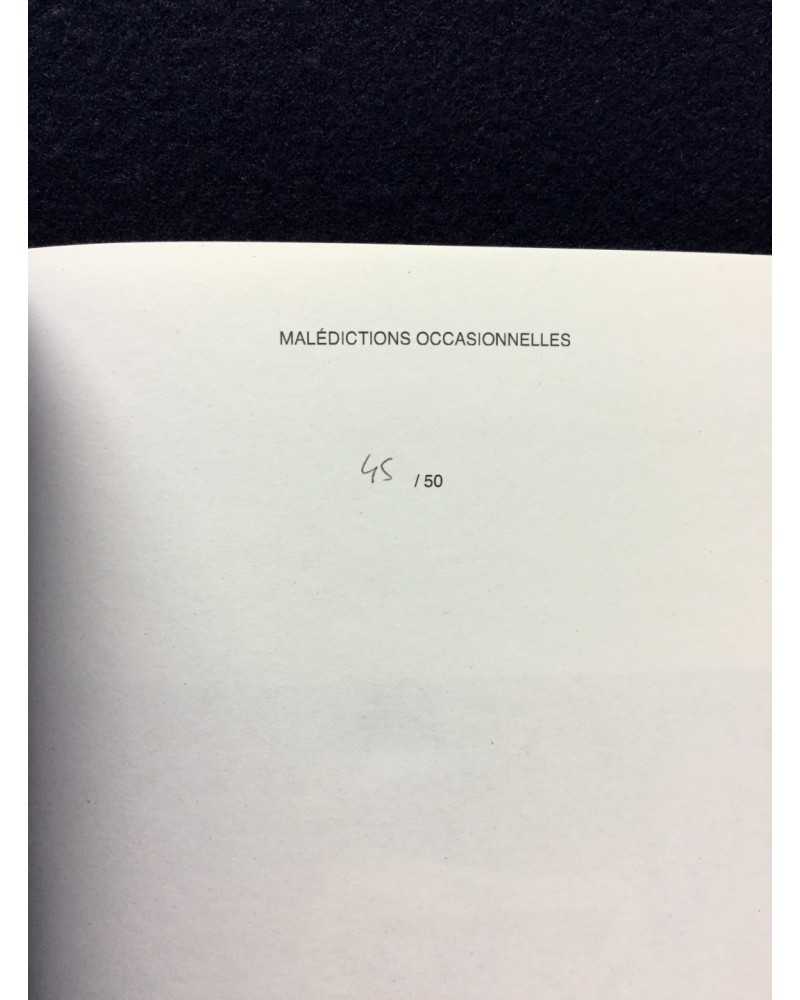 MALÉDICTIONS OCCASIONNELLES
45 / 50